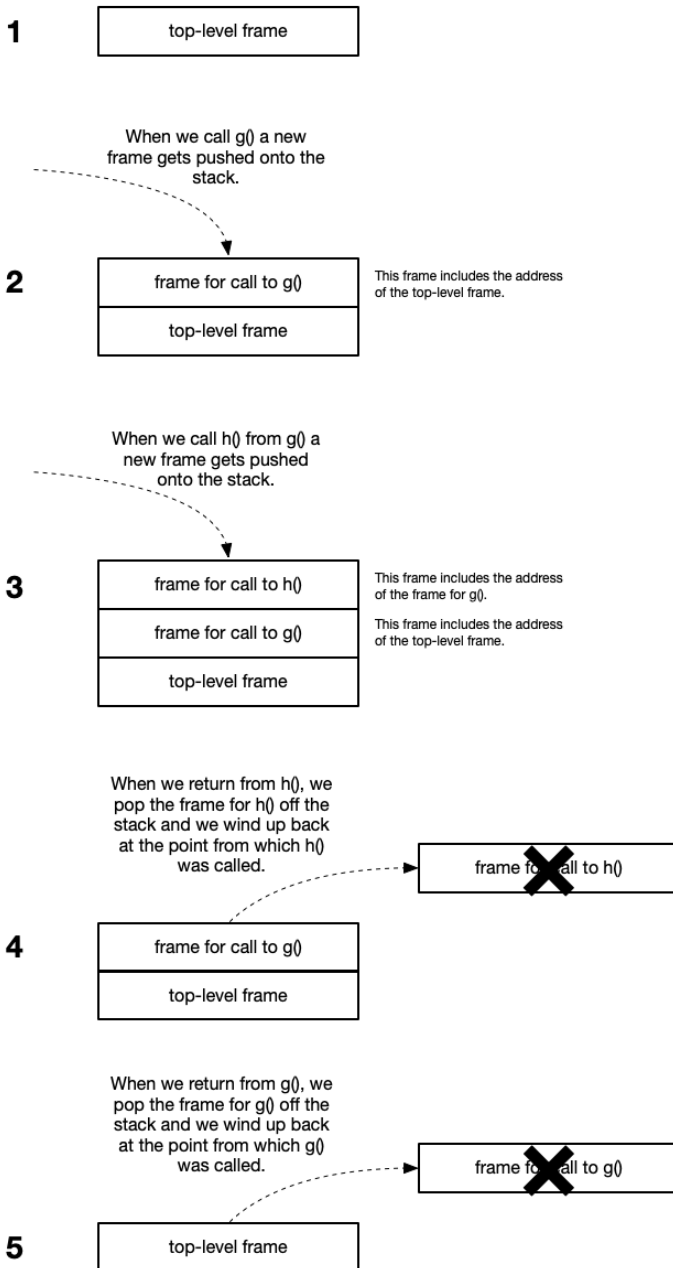 1
top-level frame
When we call g() a new
frame gets pushed onto the
stack.
2
frame for call to g()
This frame includes the address
of the top-level frame.
top-level frame
When we call h() from g() a
new frame gets pushed
onto the stack.
3
frame for call to h()
This frame includes the address
of the frame for g().
frame for call to g()
This frame includes the address
of the top-level frame.
top-level frame
When we return from h(), we
pop the frame for h() off the
stack and we wind up back
at the point from which h()
was called.
frame for call to h()
4
frame for call to g()
top-level frame
When we return from g(), we
pop the frame for g() off the
stack and we wind up back
at the point from which g()
was called.
frame for call to g()
5
top-level frame